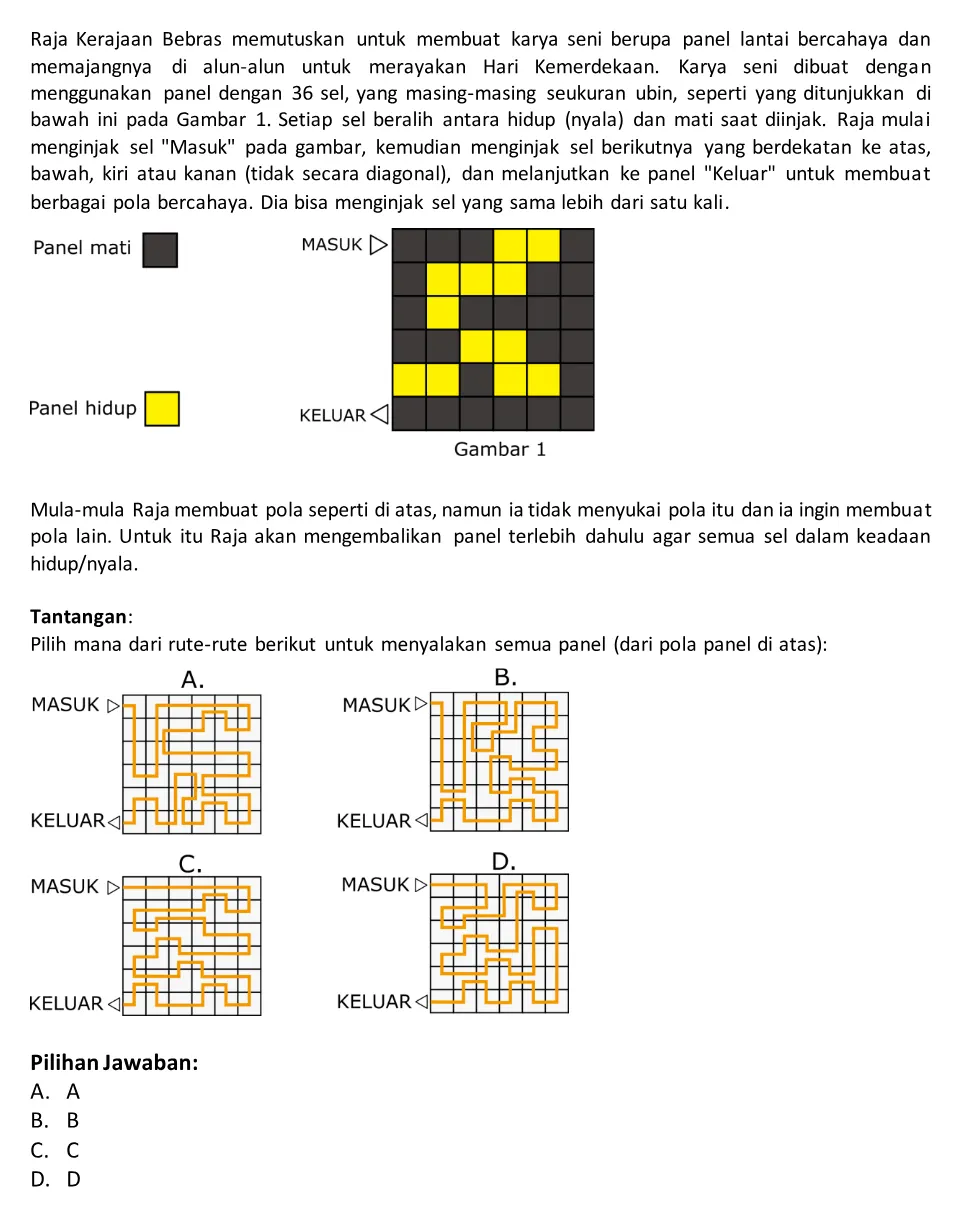 Raja Kerajaan Bebras memutuskan untuk membuat karya seni berupa panel lantai bercahaya dan
memajangnya di alun-alun untuk merayakan Hari Kemerdekaan. Karya seni dibuat dengan
menggunakan panel dengan 36 sel, yang masing-masing seukuran ubin, seperti yang ditunjukkan di
bawah ini pada Gambar 1. Setiap sel beralih antara hidup (nyala) dan mati saat diinjak. Raja mulai
menginjak sel "Masuk" pada gambar, kemudian menginjak sel berikutnya yang berdekatan ke atas,
bawah, kiri atau kanan (tidak secara diagonal), dan melanjutkan ke panel "Keluar" untuk membuat
berbagai pola bercahaya. Dia bisa menginjak sel yang sama lebih dari satu kali.
Panel mati
MASUK
Panel hidup
KELUAR
Gambar 1
Mula-mula Raja membuat pola seperti di atas, namun ia tidak menyukai pola itu dan ia ingin membuat
pola lain. Untuk itu Raja akan mengembalikan panel terlebih dahulu agar semua sel dalam keadaan
hidup/nyala.
Tantangan:
Pilih mana dari rute-rute berikut untuk menyalakan semua panel (dari pola panel di atas):
A.
MASUK
KELUAR
B.
MASUK
KELUAR
C.
MASUK
KELUAR
D.
MASUK
KELUAR
Pilihan Jawaban:
A. A
B. B
C. C
D. D